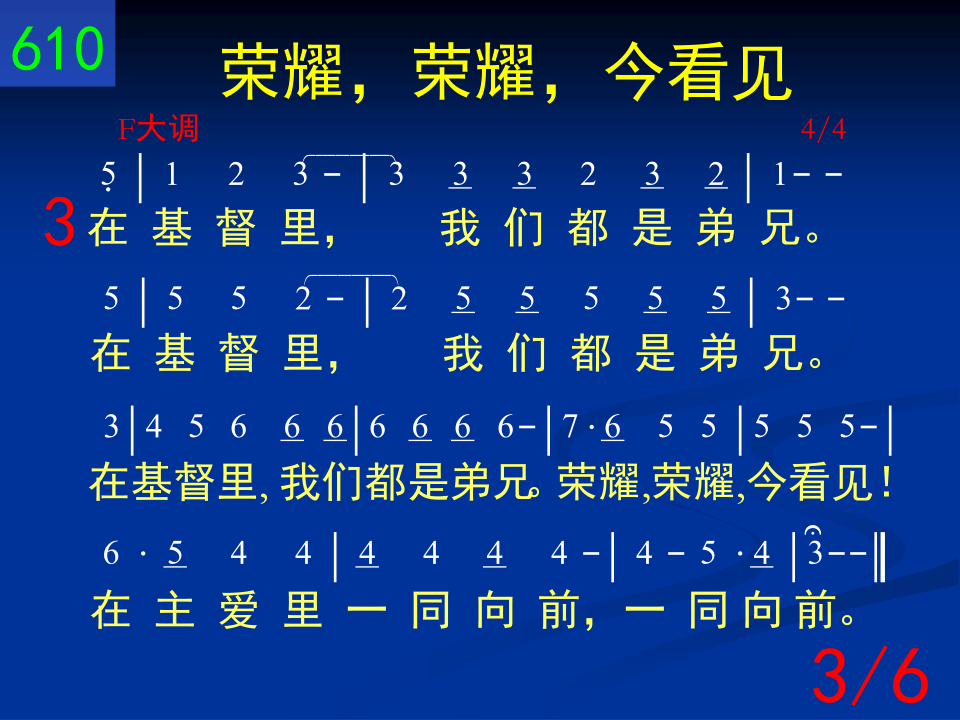 610
荣耀，荣耀，今看见
F大调 4/4
5̣ | 1 2 3 - | 3 3̲ 3̲ 2 3̲ 2̲ | 1 - -
3 在 基 督 里， 我 们 都 是 弟 兄。
5 | 5 5 2 - | 2 5̲ 5̲ 5 5̲ 5̲ | 3 - -
在 基 督 里， 我 们 都 是 弟 兄。
3 | 4 5 6 6̲ 6̲ | 6 6̲ 6̲ 6 - | 7 · 6̲ 5 5 | 5 5 5 - |
在基督里, 我们都是弟兄。荣耀,荣耀,今看见！
6 · 5̲ 4 4 | 4̲ 4 4̲ 4 - | 4 - 5 · 4̲ | 3 - - ‖
在 主 爱 里 一 同 向 前，一 同 向 前。
3/6